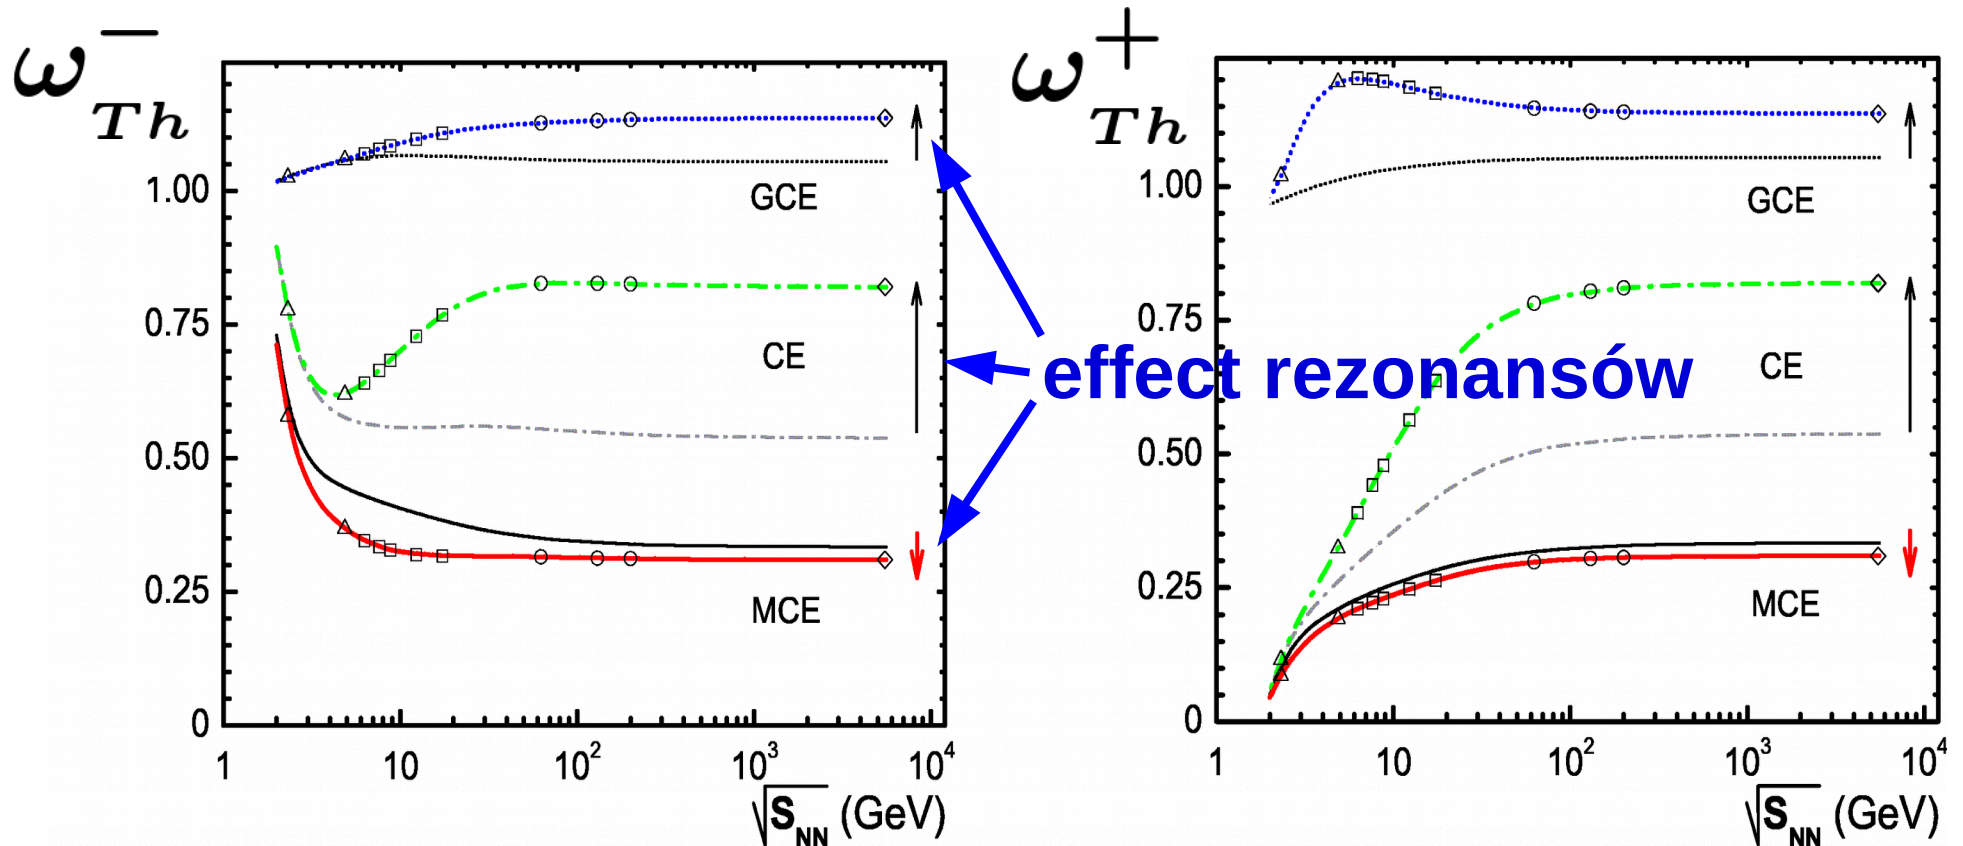 ω⁻
Th
1.00
0.75
0.50
0.25
0
GCE
CE
MCE
1 10 10² 10³ 10⁴
√S_NN (GeV)
effect rezonansów
ω⁺
Th
1.00
0.75
0.50
0.25
0
GCE
CE
MCE
1 10 10² 10³ 10⁴
√S_NN (GeV)